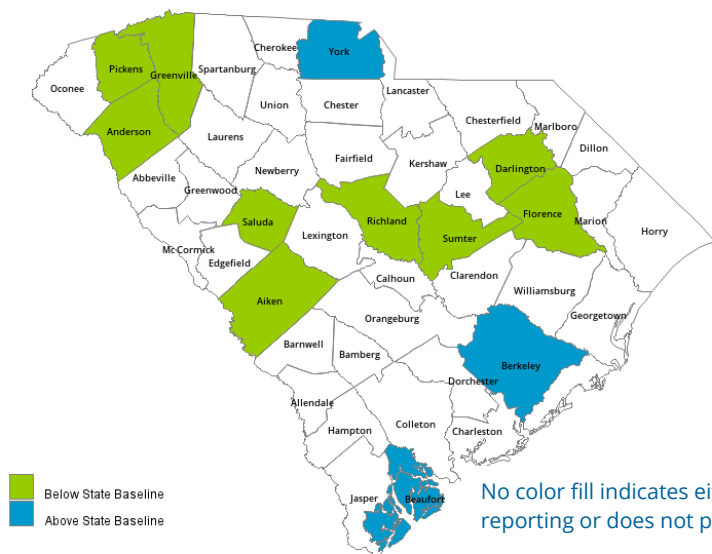 Cherokee
York
Pickens
Greenville
Spartanburg
Oconee
Union
Chester
Lancaster
Anderson
Chesterfield
Marlboro
Laurens
Dillon
Fairfield
Kershaw
Darlington
Abbeville
Newberry
Greenwood
Lee
Saluda
Richland
Florence
Marion
Lexington
Sumter
Horry
Mc Cormick
Edgefield
Calhoun
Clarendon
Aiken
Williamsburg
Orangeburg
Georgetown
Barnwell
Bamberg
Berkeley
Dorchester
Allendale
Colleton
Hampton
Charleston
Jasper
Beaufort
Below State Baseline
Above State Baseline
No color fill indicates
reporting or does not